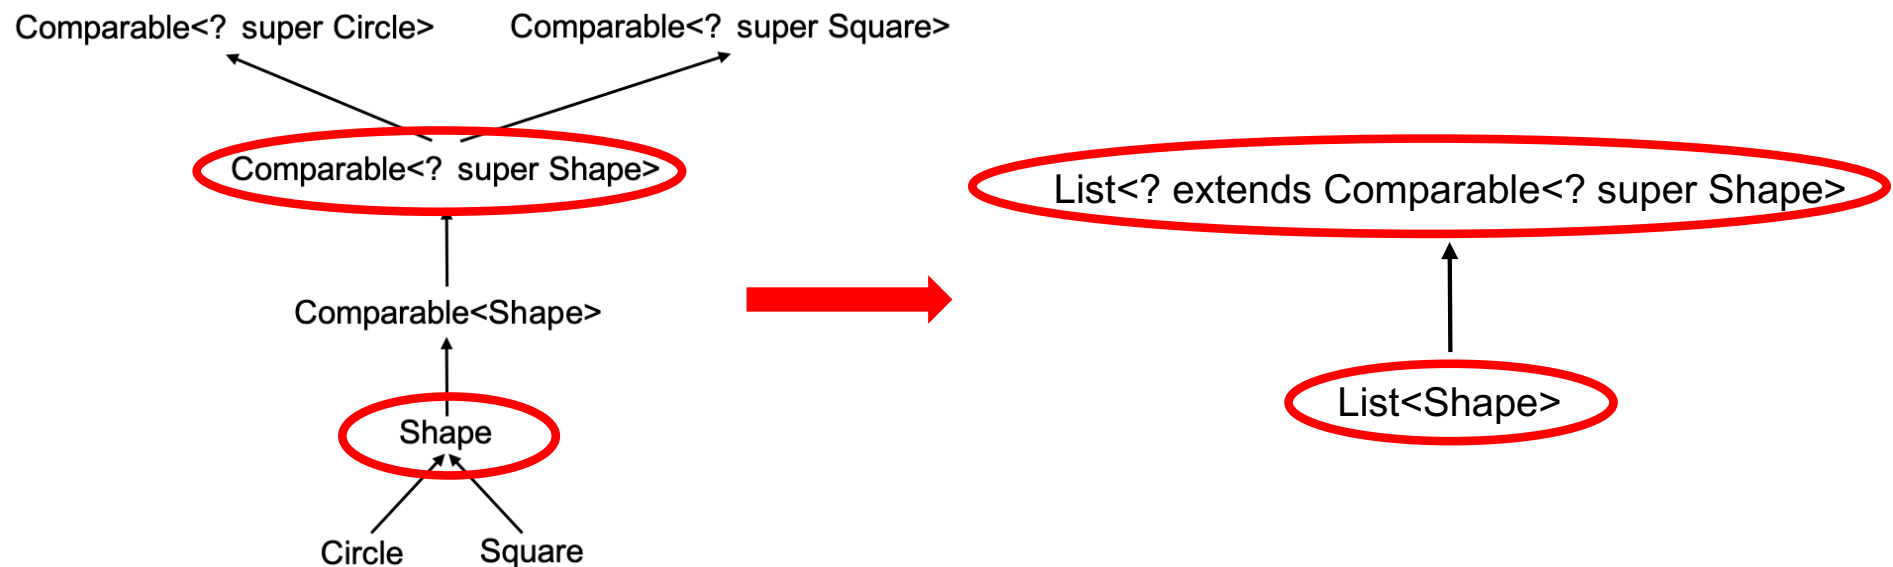 Comparable<? super Circle>
Comparable<? super Square>
Comparable<? super Shape>
Comparable<Shape>
Shape
Circle
Square
List<? extends Comparable<? super Shape>
List<Shape>